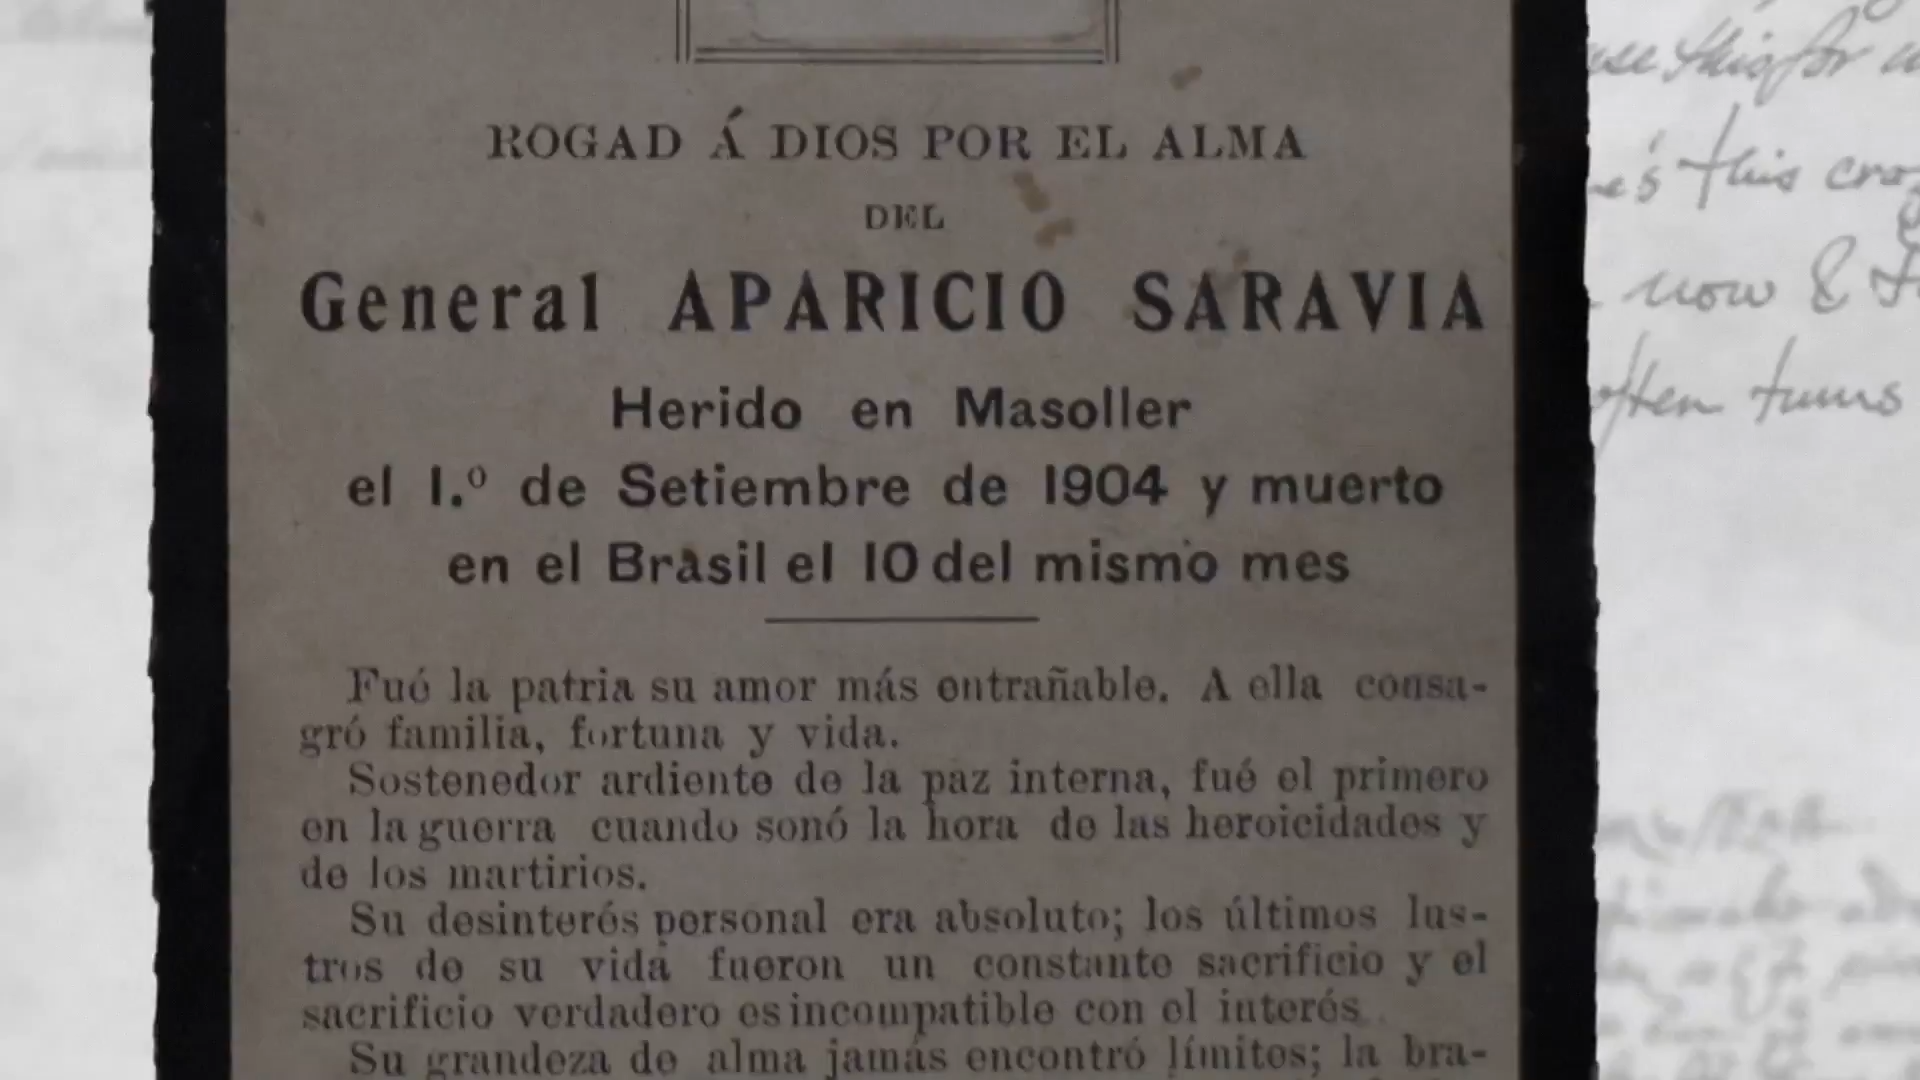 ROGAD Á DIOS POR EL ALMA
DEL
General APARICIO SARAVIA
Herido en Masoller
el 1.º de Setiembre de 1904 y muerto
en el Brasil el 10 del mismo mes
Fué la patria su amor más entrañable. A ella consa-
gró familia, fortuna y vida.
Sostenedor ardiente de la paz interna, fué el primero
en la guerra cuando sonó la hora de las heroicidades y
de los martirios.
Su desinterés personal era absoluto; los últimos lus-
tros de su vida fueron un constante sacrificio y el
sacrificio verdadero es incompatible con el interés.
Su grandeza de alma jamás encontró límites; la bra-
use this for
this
now &
often turns